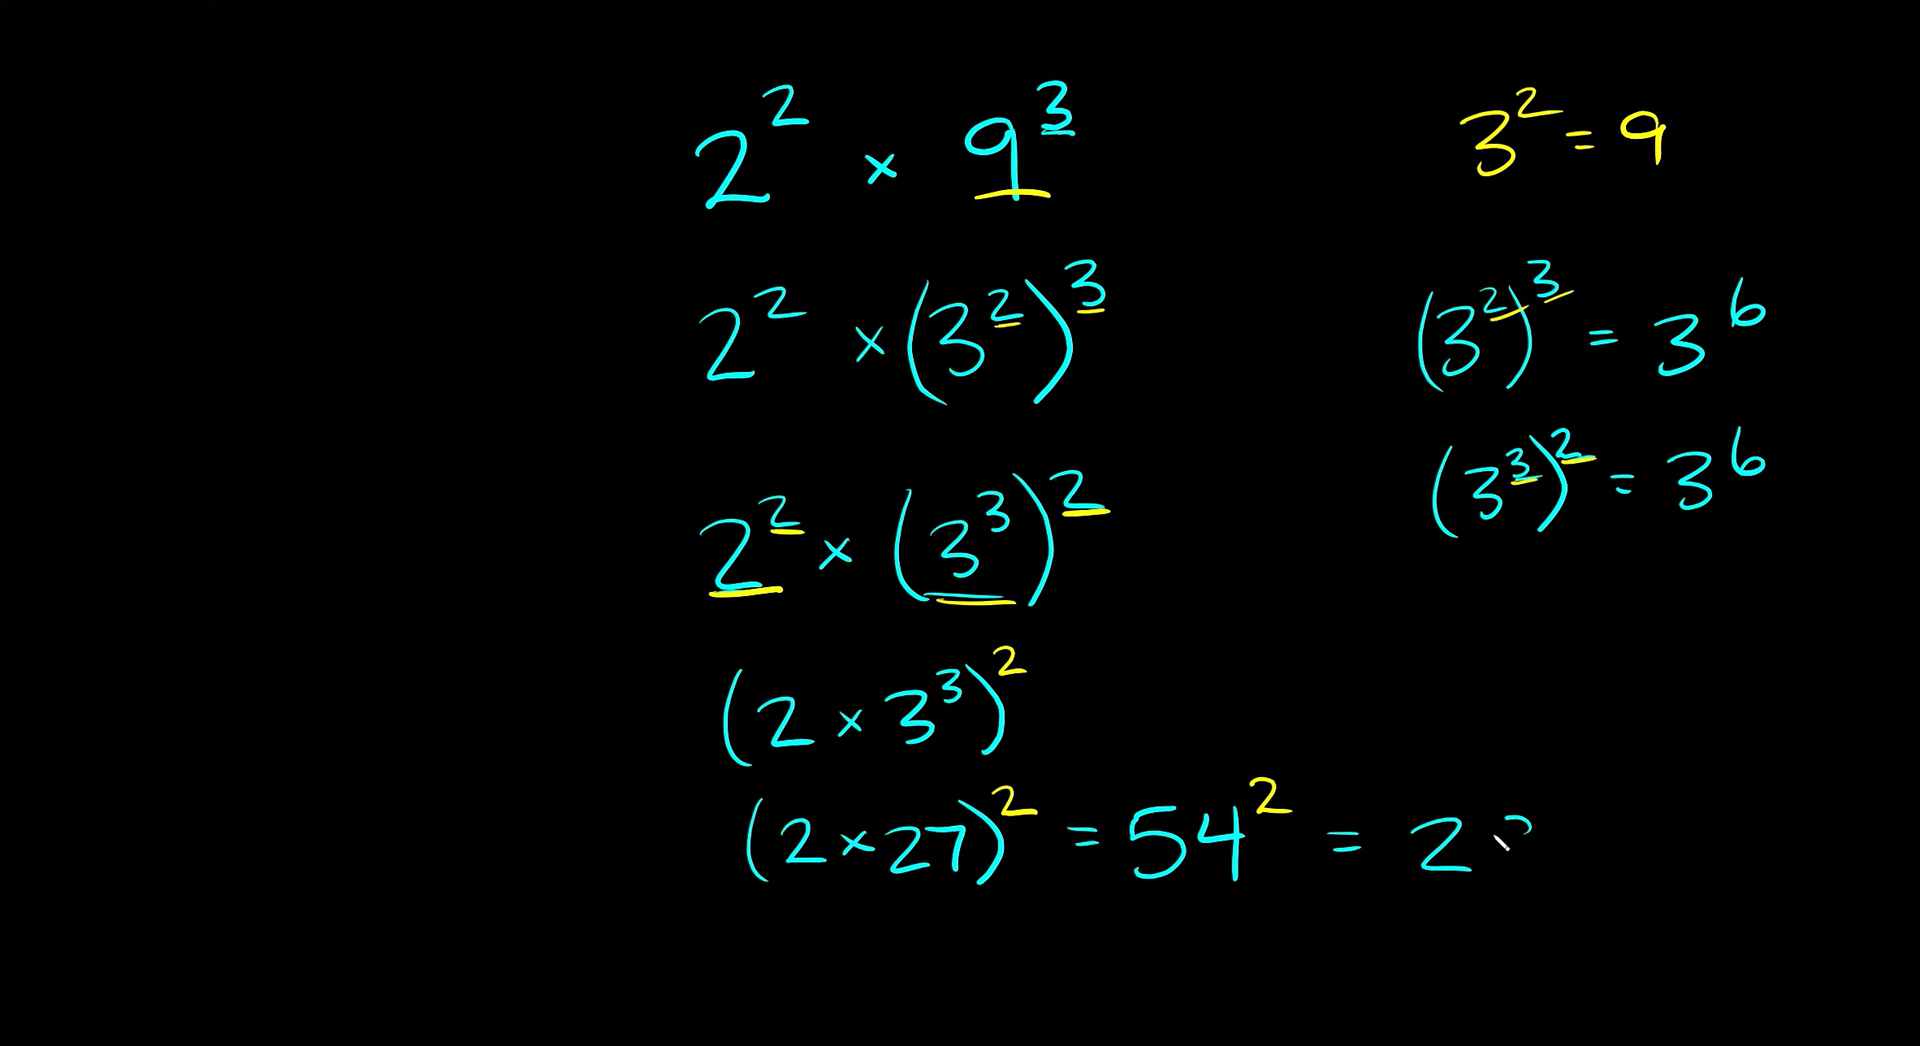 2² × 9³
3² = 9
2² × (3²)³
(3²)³ = 3⁶
(3³)² = 3⁶
2² × (3³)²
(2 × 3³)²
(2 × 27)² = 54² = 2